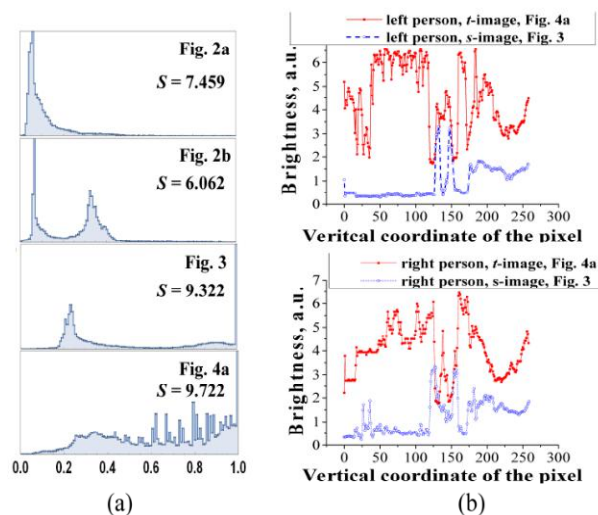 Fig. 2a
S = 7.459
Fig. 2b
S = 6.062
Fig. 3
S = 9.322
Fig. 4a
S = 9.722
0.0 0.2 0.4 0.6 0.8 1.0
(a)
left person, t-image, Fig. 4a
left person, s-image, Fig. 3
Brightness, a.u.
6
5
4
3
2
1
0
0 50 100 150 200 250 300
Veritcal coordinate of the pixel
right person, t-image, Fig. 4a
right person, s-image, Fig. 3
Brightness, a.u.
7
6
5
4
3
2
1
0
0 50 100 150 200 250 300
Vertical coordinate of the pixel
(b)